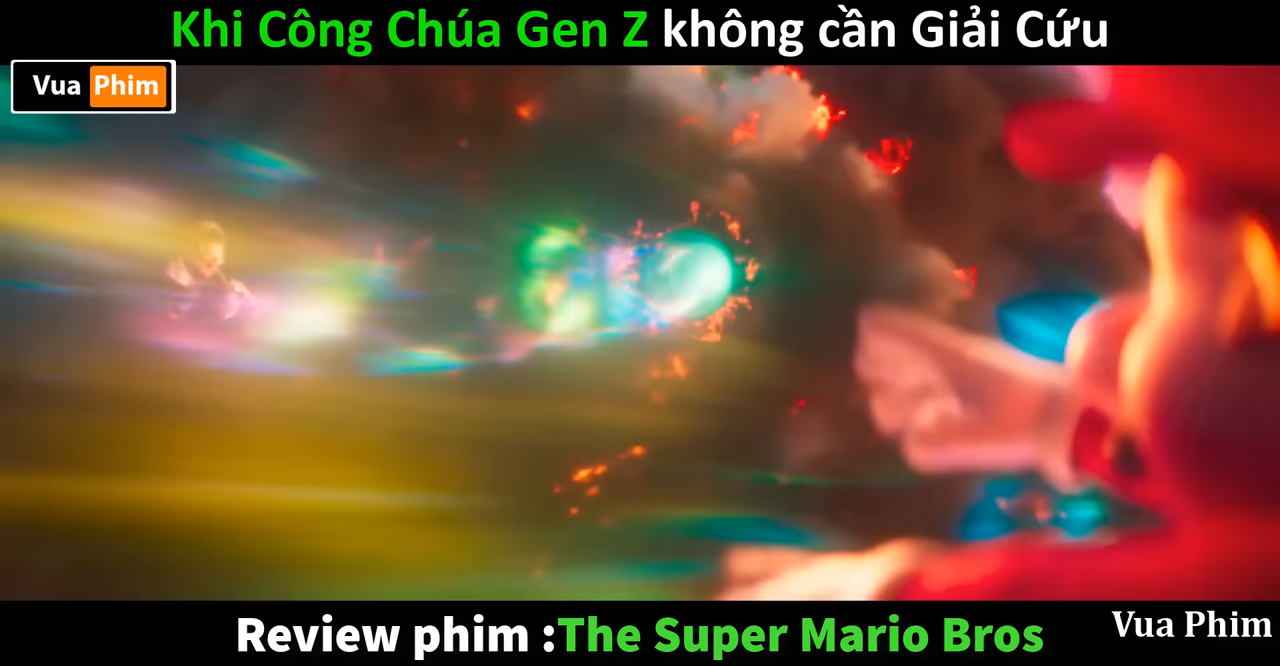 Khi Công Chúa Gen Z không cần Giải Cứu
Vua Phim
Review phim :The Super Mario Bros
Vua Phim